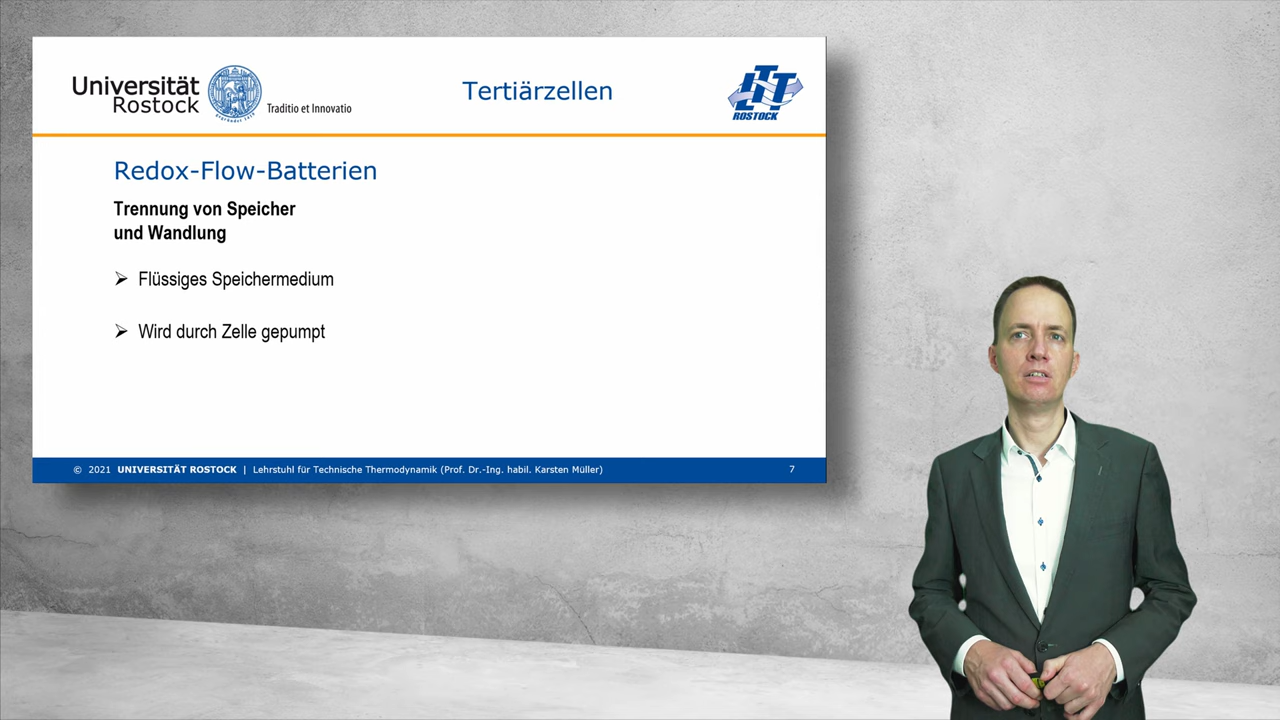 Universität
Rostock
Traditio et Innovatio
Tertiärzellen
LTT
ROSTOCK
Redox-Flow-Batterien
Trennung von Speicher
und Wandlung
➢ Flüssiges Speichermedium
➢ Wird durch Zelle gepumpt
© 2021 UNIVERSITÄT ROSTOCK | Lehrstuhl für Technische Thermodynamik (Prof. Dr.-Ing. habil. Karsten Müller)
7